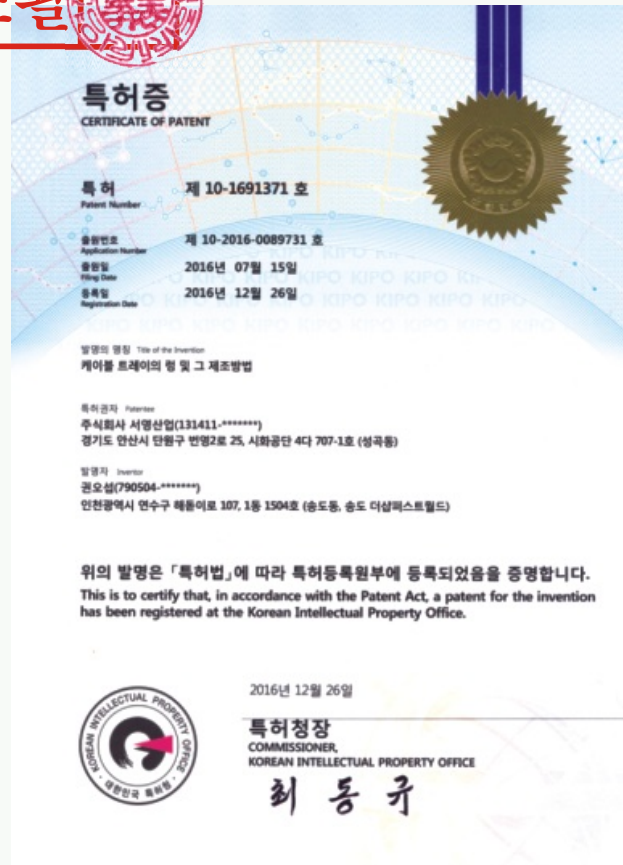 특허증
CERTIFICATE OF PATENT
특 허 제 10-1691371 호
Patent Number
출원번호 제 10-2016-0089731 호
Application Number
출원일 2016년 07월 15일
Filing Date
등록일 2016년 12월 26일
Registration Date
KIPO KIPO KIPO KIPO KIPO
발명의 명칭 Title of the Invention
케이블 트레이의 렁 및 그 제조방법
특허권자 Patentee
주식회사 서영산업(131411-*******)
경기도 안산시 단원구 번영2로 25, 시화공단 4다 707-1호 (성곡동)
발명자 Inventor
권오섭(790504-*******)
인천광역시 연수구 해돋이로 107, 1동 1504호 (송도동, 송도 더샵퍼스트월드)
위의 발명은 「특허법」에 따라 특허등록원부에 등록되었음을 증명합니다.
This is to certify that, in accordance with the Patent Act, a patent for the invention
has been registered at the Korean Intellectual Property Office.
2016년 12월 26일
특허청장
COMMISSIONER,
KOREAN INTELLECTUAL PROPERTY OFFICE
최동규
KOREAN INTELLECTUAL PROPERTY OFFICE
대한민국 특허청